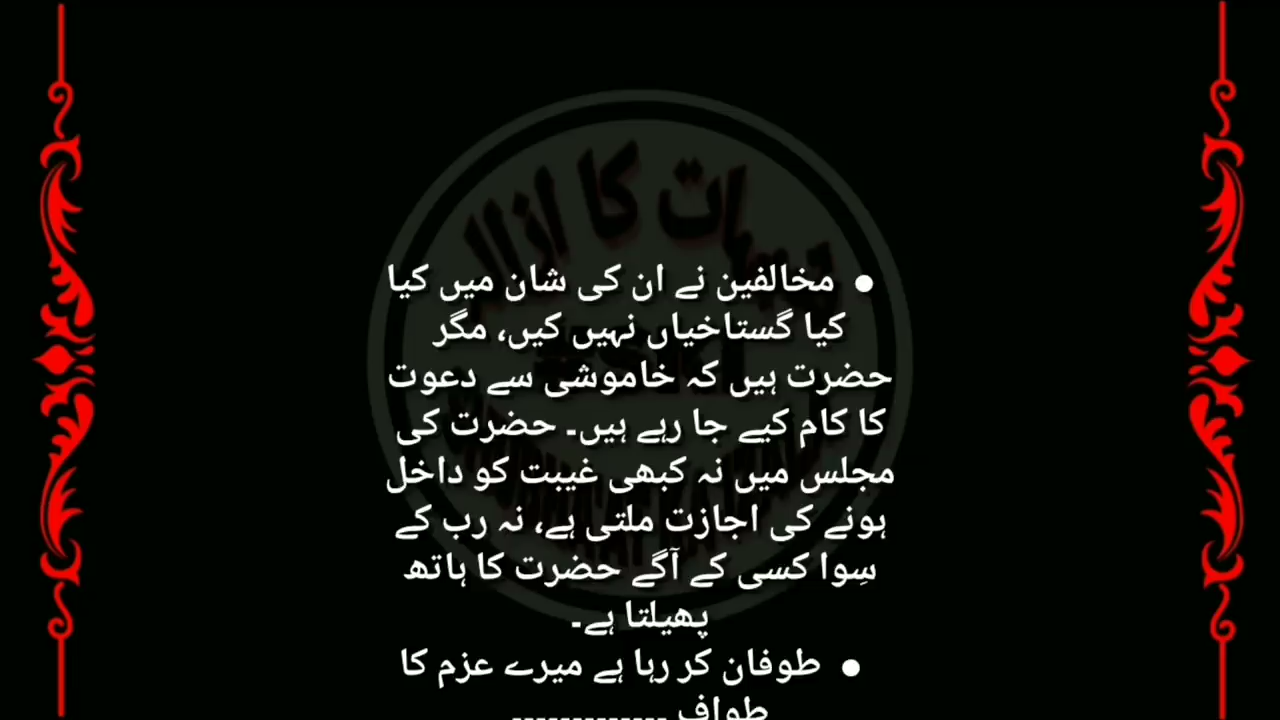 کا ازالہ
• مخالفین نے ان کی شان میں کیا
کیا گستاخیاں نہیں کیں، مگر
حضرت ہیں کہ خاموشی سے دعوت
کا کام کیے جا رہے ہیں۔ حضرت کی
مجلس میں نہ کبھی غیبت کو داخل
ہونے کی اجازت ملتی ہے، نہ رب کے
سِوا کسی کے آگے حضرت کا ہاتھ
پھیلتا ہے۔
• طوفان کر رہا ہے میرے عزم کا
طواف -------------